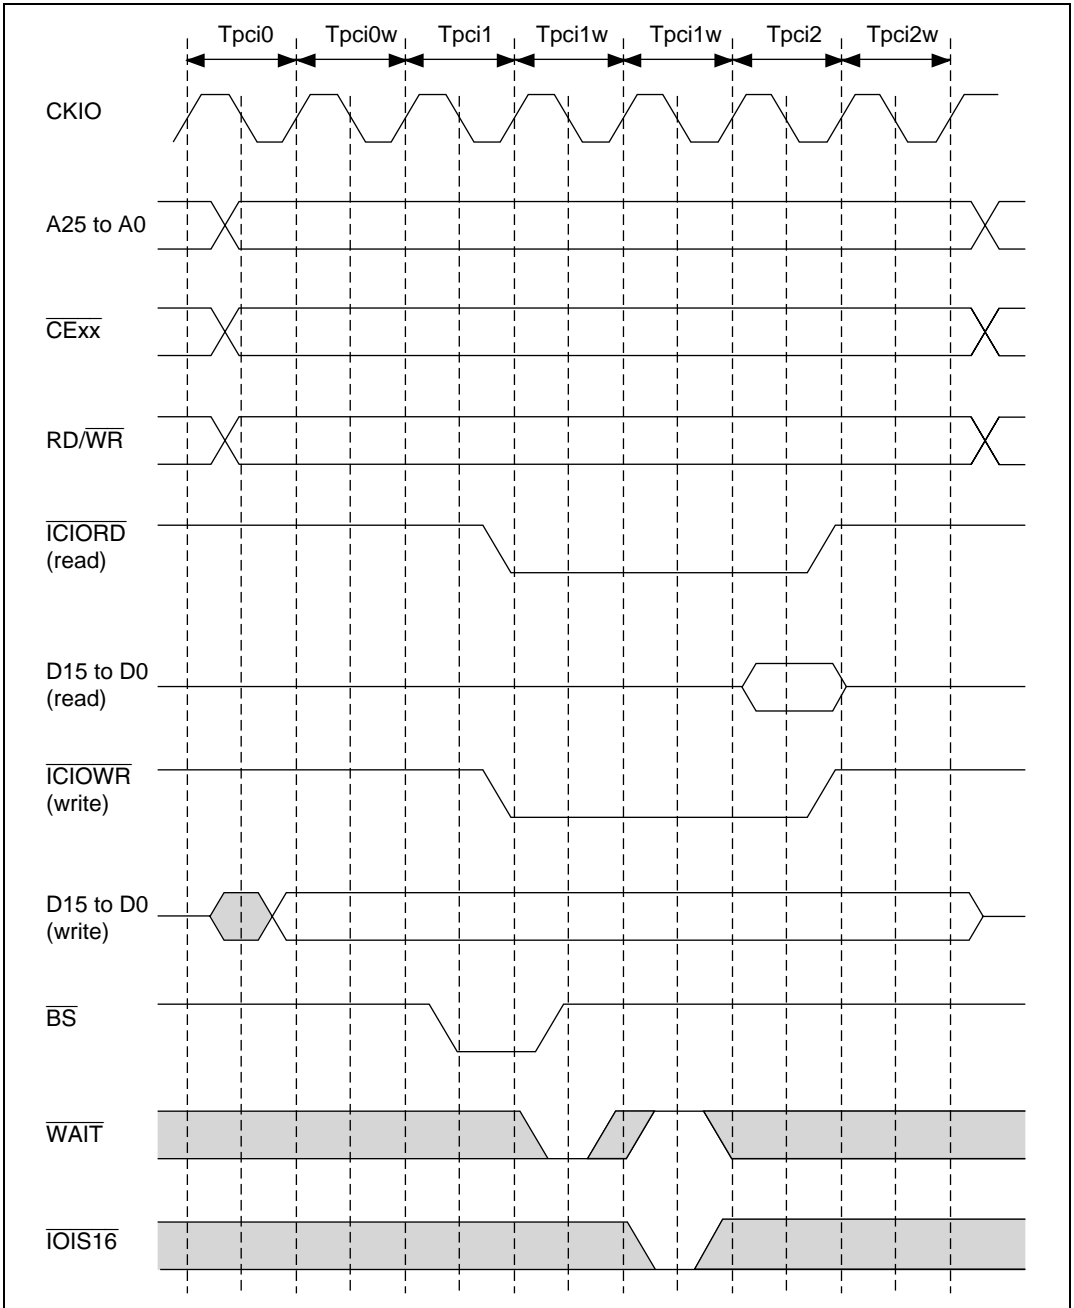 Tpci0 Tpci0w Tpci1 Tpci1w Tpci1w Tpci2 Tpci2w
CKIO
A25 to A0
CExx
RD/WR
ICIORD
(read)
D15 to D0
(read)
ICIOWR
(write)
D15 to D0
(write)
BS
WAIT
IOIS16